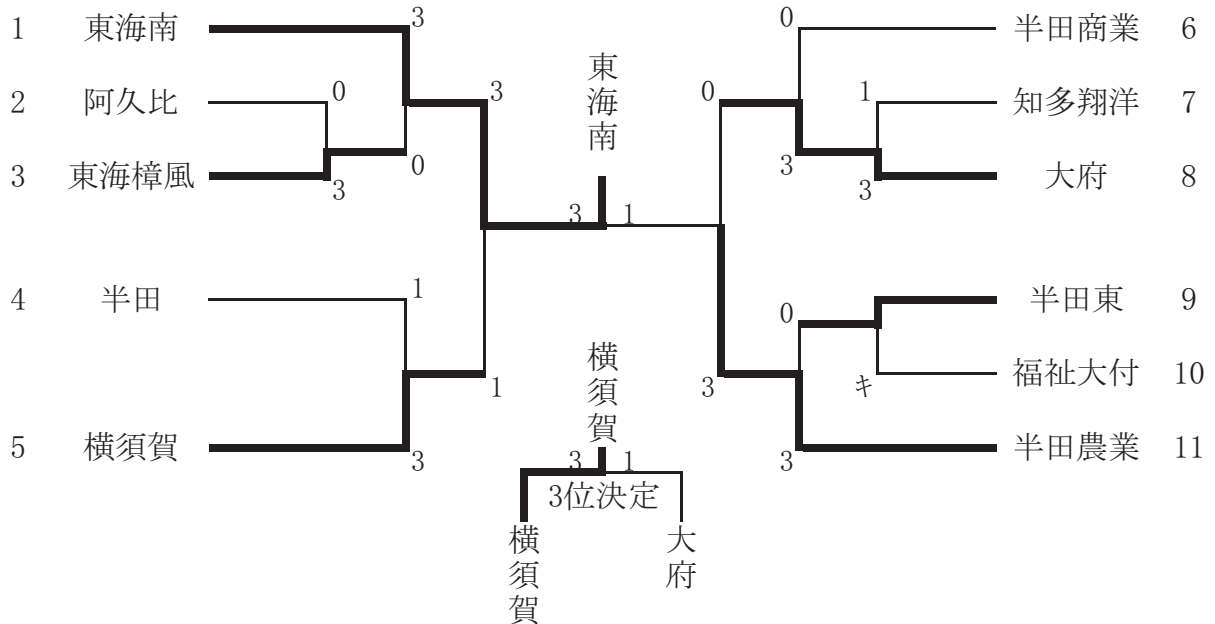 1 東海南 3
2 阿久比 0
3 東海樟風 3
0
3
4 半田 1
5 横須賀 3
1
東海南
3 1
横須賀
3 1
3位決定
横須賀 大府
0 半田商業 6
1 知多翔洋 7
3 大府 8
3
0
半田東 9
キ 福祉大付 10
0
3 半田農業 11
3